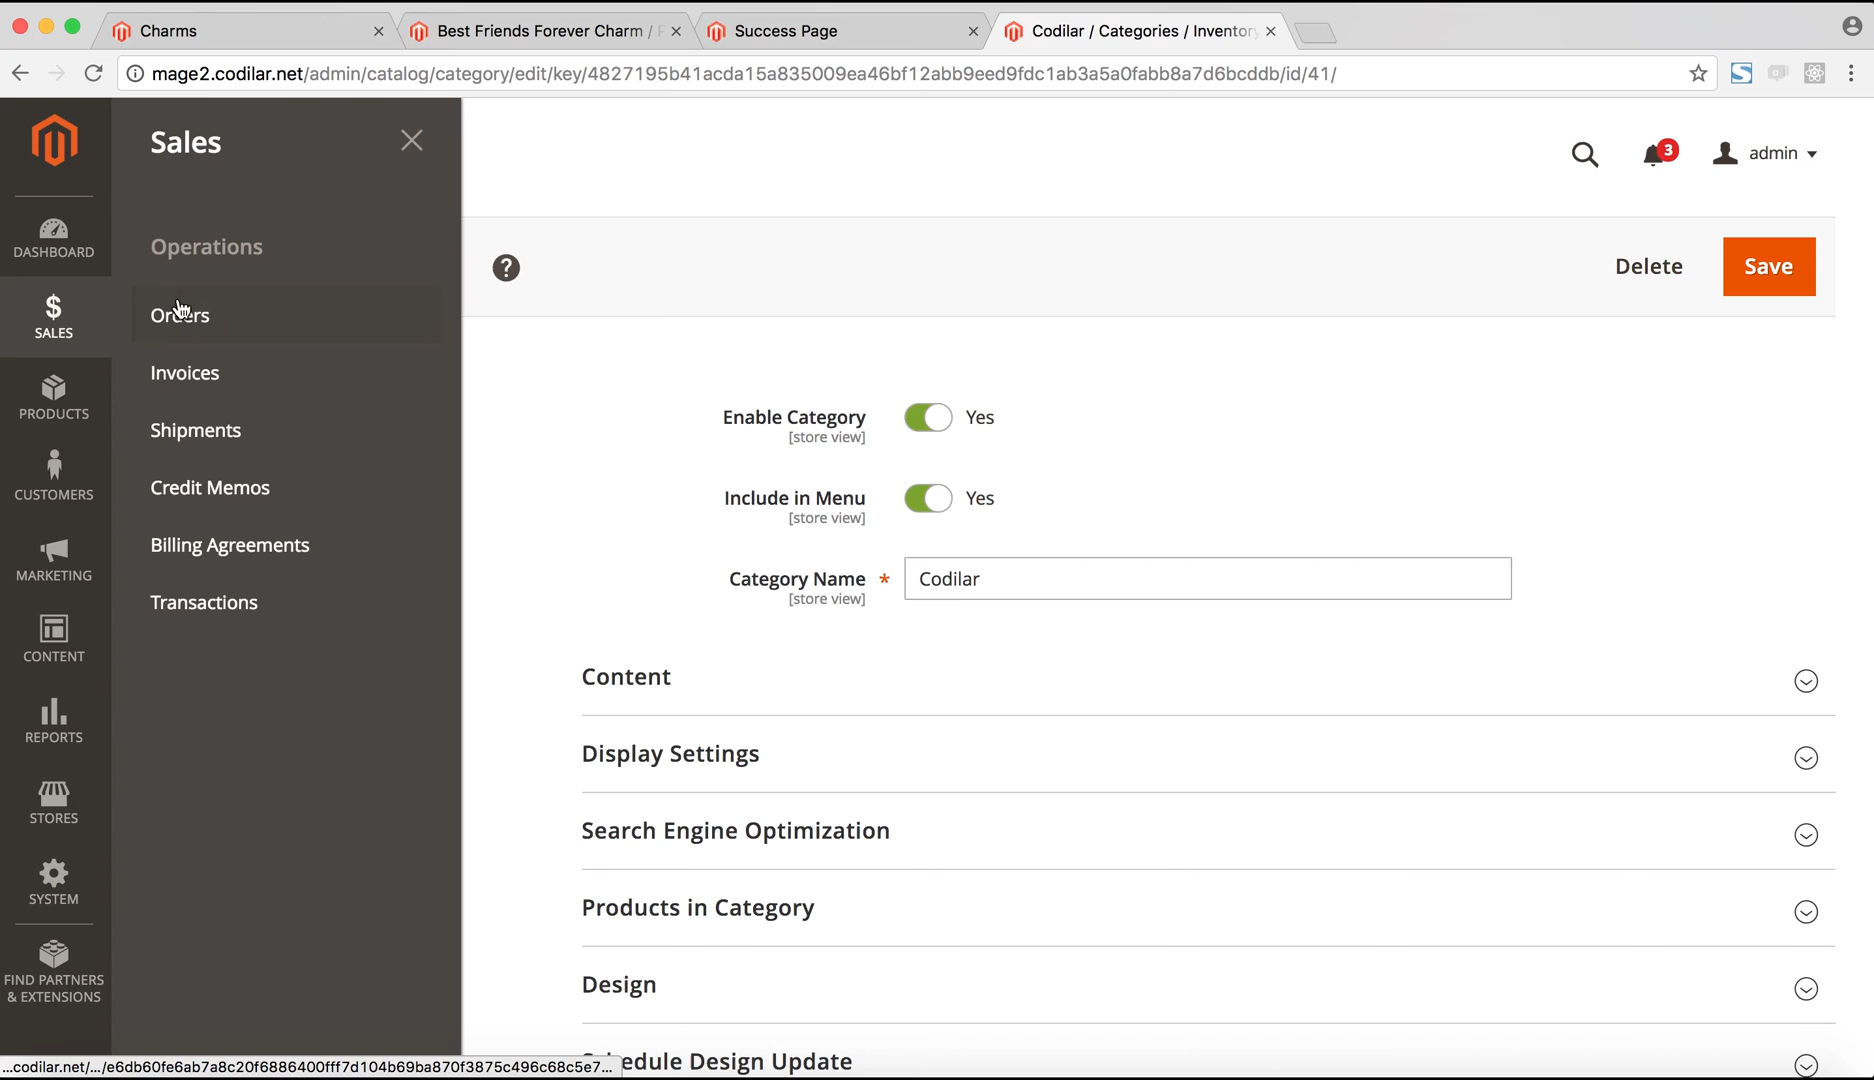 Charms
Best Friends Forever Charm /
Success Page
Codilar / Categories / Inventory
mage2.codilar.net/admin/catalog/category/edit/key/4827195b41acda15a835009ea46bf12abb9eed9fdc1ab3a5a0fabb8a7d6bcddb/id/41/
Sales
3
admin
DASHBOARD
Operations
?
Delete
Save
$
SALES
Orders
Invoices
PRODUCTS
Enable Category
[store view]
Yes
Shipments
CUSTOMERS
Credit Memos
Include in Menu
[store view]
Yes
Billing Agreements
MARKETING
Category Name *
[store view]
Codilar
Transactions
CONTENT
Content
REPORTS
Display Settings
STORES
Search Engine Optimization
SYSTEM
Products in Category
FIND PARTNERS
& EXTENSIONS
Design
...codilar.net/.../e6db60fe6ab7a8c20f6886400fff7d104b69ba870f3875c496c68c5e7...
edule Design Update